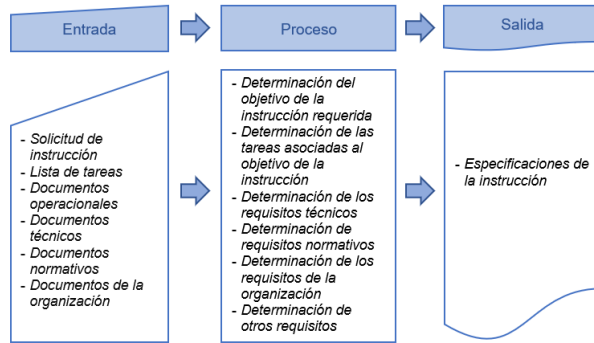 Entrada
Proceso
Salida
- Solicitud de
instrucción
- Lista de tareas
- Documentos
operacionales
- Documentos
técnicos
- Documentos
normativos
- Documentos de la
organización
- Determinación del
objetivo de la
instrucción requerida
- Determinación de las
tareas asociadas al
objetivo de la
instrucción
- Determinación de los
requisitos técnicos
- Determinación de
requisitos normativos
- Determinación de los
requisitos de la
organización
- Determinación de
otros requisitos
- Especificaciones de
la instrucción